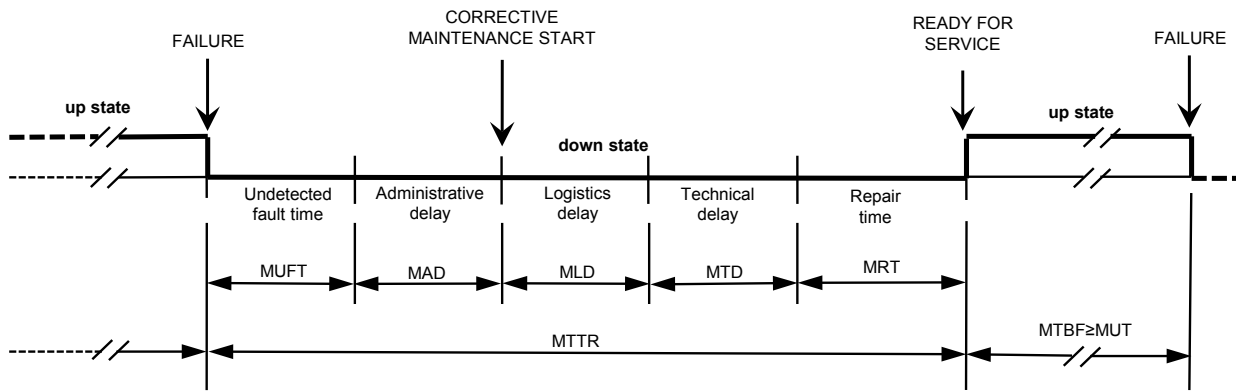 CORRECTIVE
MAINTENANCE START
READY FOR
SERVICE
FAILURE
FAILURE
up state
up state
down state
Undetected
fault time
Administrative
delay
Logistics
delay
Technical
delay
Repair
time
MUFT
MAD
MLD
MTD
MRT
MTTR
MTBF≥MUT